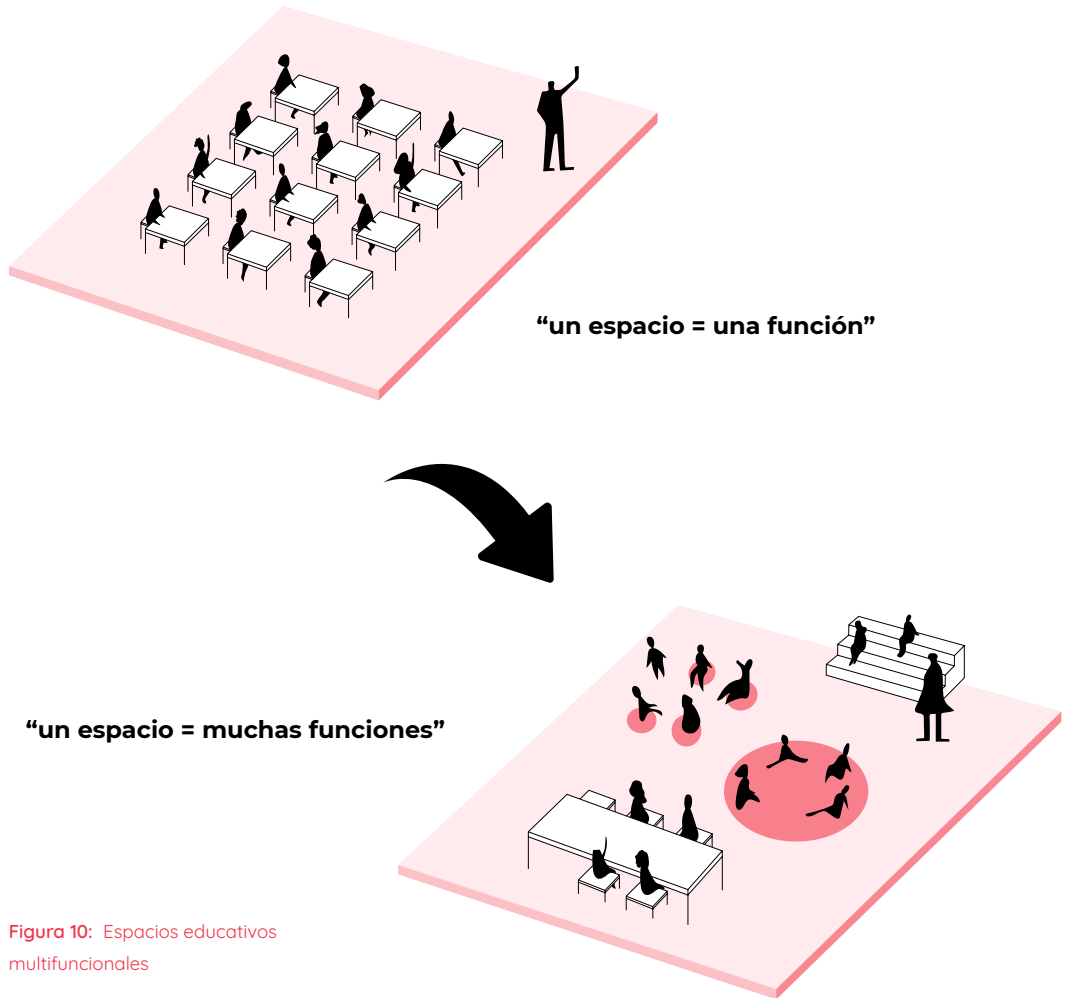 “un espacio = una función”
“un espacio = muchas funciones”
Figura 10: Espacios educativos
multifuncionales